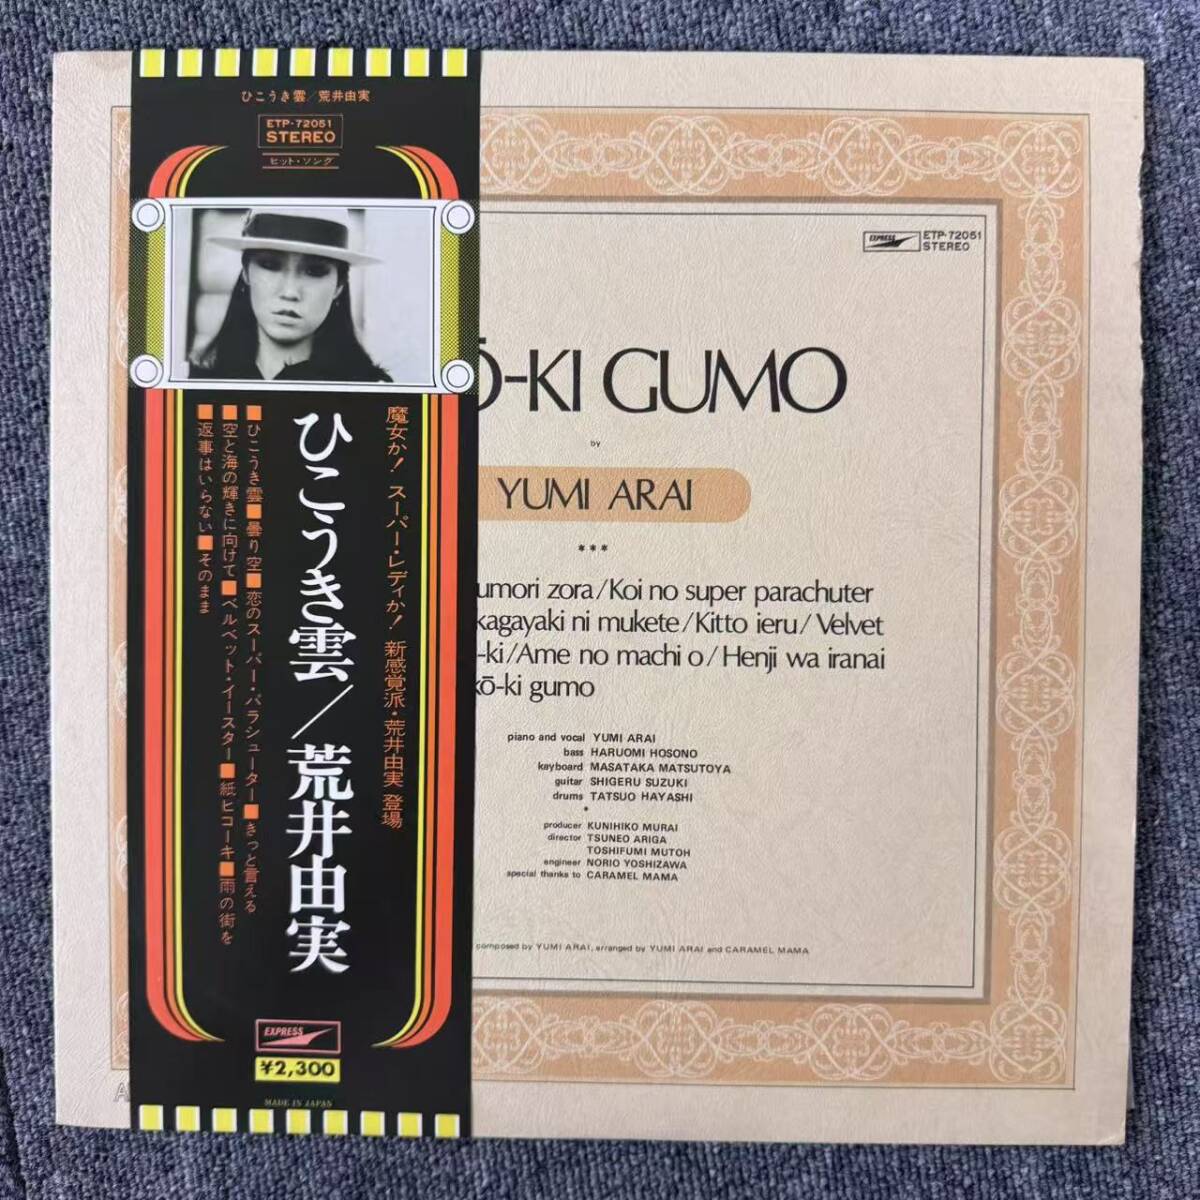 ひこうき雲/荒井由実
ETP-72051
STEREO
ヒット・ソング
魔女か! スーパー・レディか! 新感覚派・荒井由実 登場
ひこうき雲/荒井由実
■ひこうき雲■曇り空■恋のスーパー・パラシューター■きっと言える
■空と海の輝きに向けて■ベルベット・イースター■紙ヒコーキ■雨の街を
■返事はいらない■そのまま
EXPRESS
¥2,300
MADE IN JAPAN
EXPRESS
ETP-72051
STEREO
Ō-KI GUMO
by
YUMI ARAI
***
umori zora/Koi no super parachuter
kagayaki ni mukete/Kitto ieru/Velvet
-ki/Ame no machi o/Henji wa iranai
kō-ki gumo
piano and vocal YUMI ARAI
bass HARUOMI HOSONO
keyboard MASATAKA MATSUTOYA
guitar SHIGERU SUZUKI
drums TATSUO HAYASHI
*
producer KUNIHIKO MURAI
director TSUNEO ARIGA
TOSHIFUMI MUTOH
engineer NORIO YOSHIZAWA
special thanks to CARAMEL MAMA
composed by YUMI ARAI, arranged by YUMI ARAI and CARAMEL MAMA